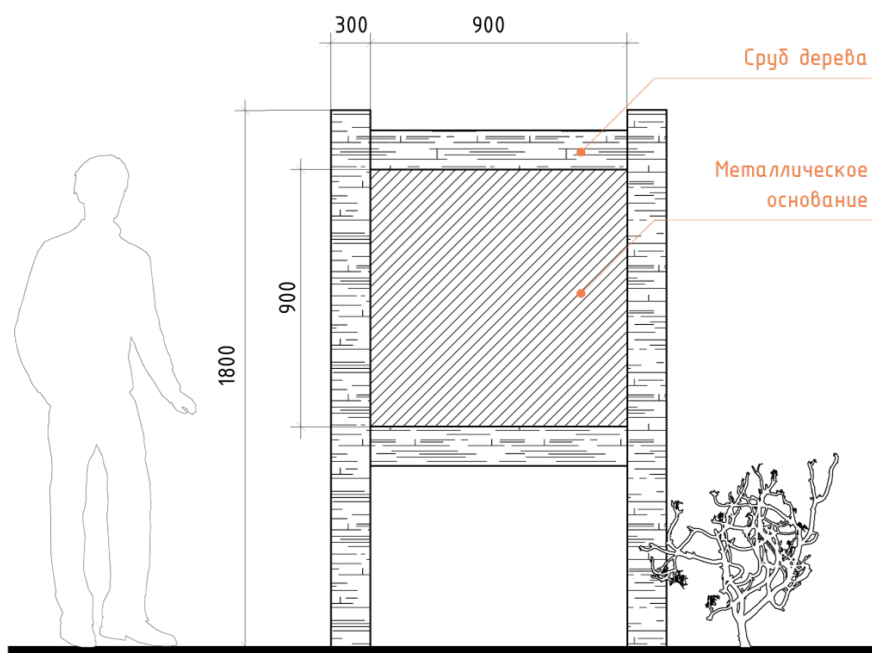 300
900
Сруб дерева
Металлическое
основание
900
1800